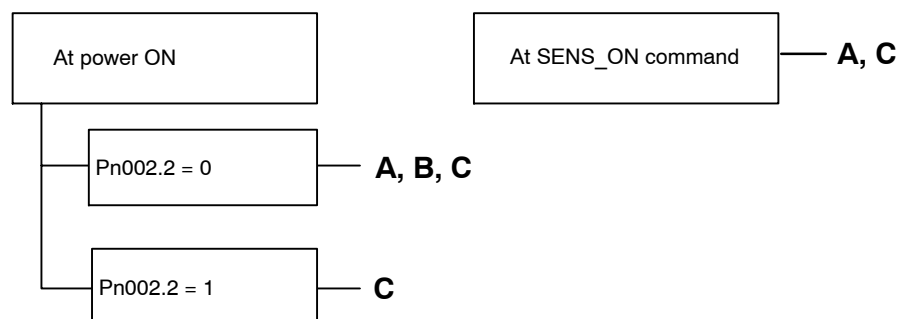 At power ON
At SENS_ON command
A, C
Pn002.2 = 0
A, B, C
Pn002.2 = 1
C